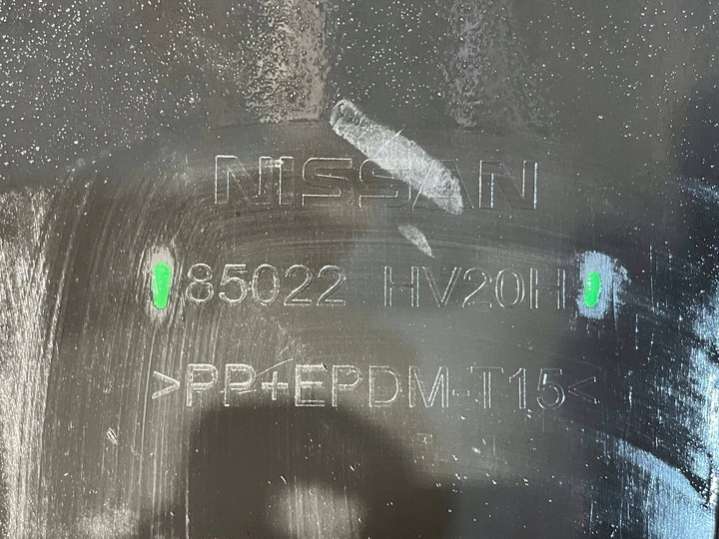 NISSAN
85022 HV20H
>PP+EPDM-T15<